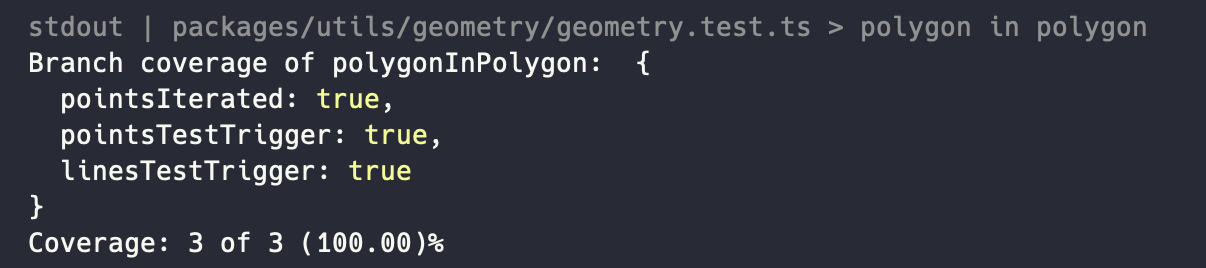 stdout | packages/utils/geometry/geometry.test.ts > polygon in polygon
Branch coverage of polygonInPolygon:  {
  pointsIterated: true,
  pointsTestTrigger: true,
  linesTestTrigger: true
}
Coverage: 3 of 3 (100.00)%